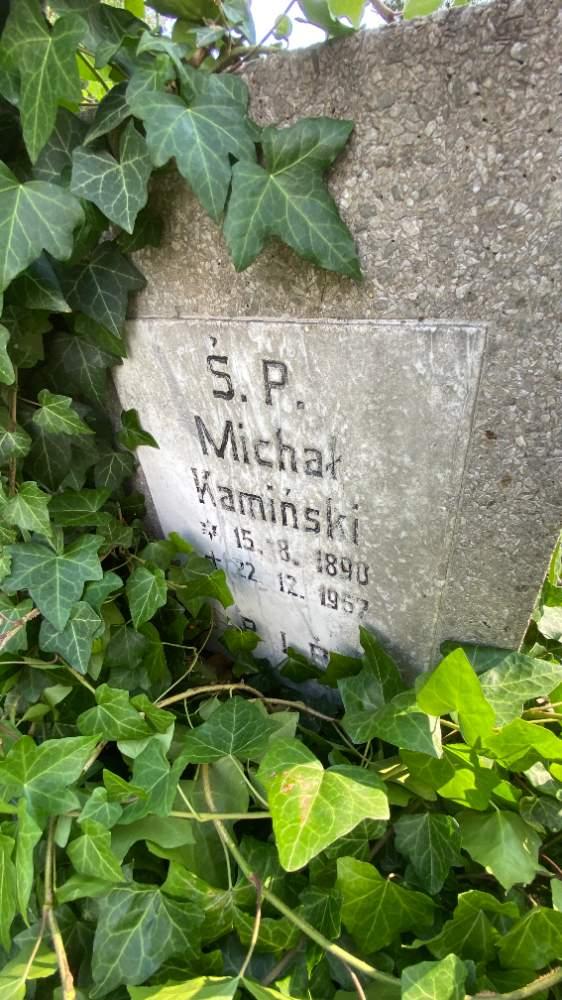 Ś. P.
Michał
Kamiński
* 15. 8. 1890
+ 22. 12. 1957
R. I. P.